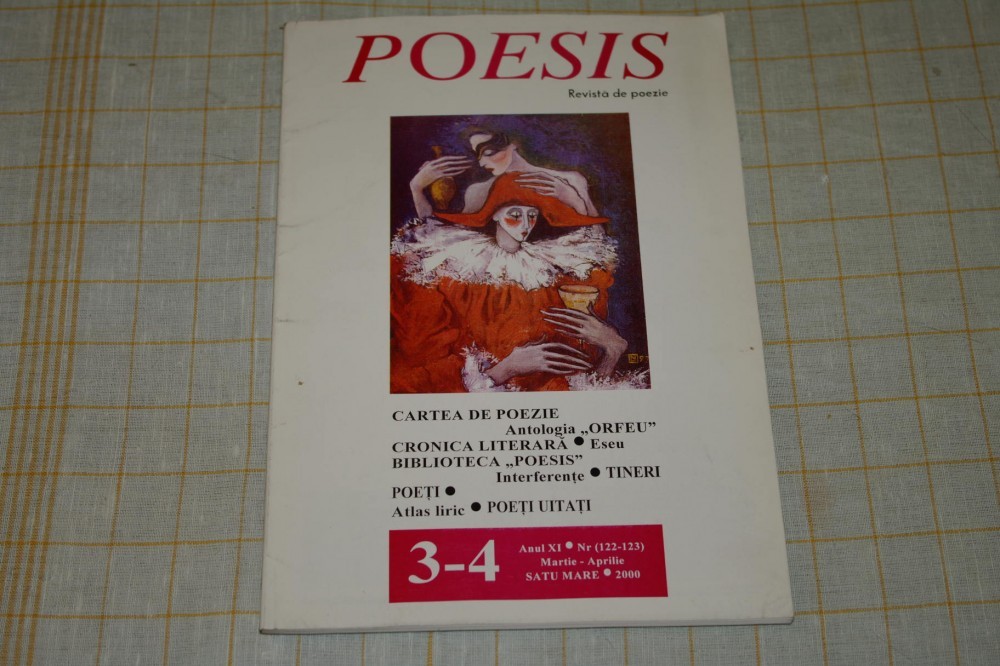 POESIS
Revistă de poezie
CARTEA DE POEZIE
Antologia „ORFEU”
CRONICA LITERARĂ ● Eseu
BIBLIOTECA „POESIS”
Interferențe ● TINERI
POEȚI ●
Atlas liric ● POEȚI UITAȚI
3-4
Anul XI ● Nr (122-123)
Martie - Aprilie
SATU MARE ● 2000